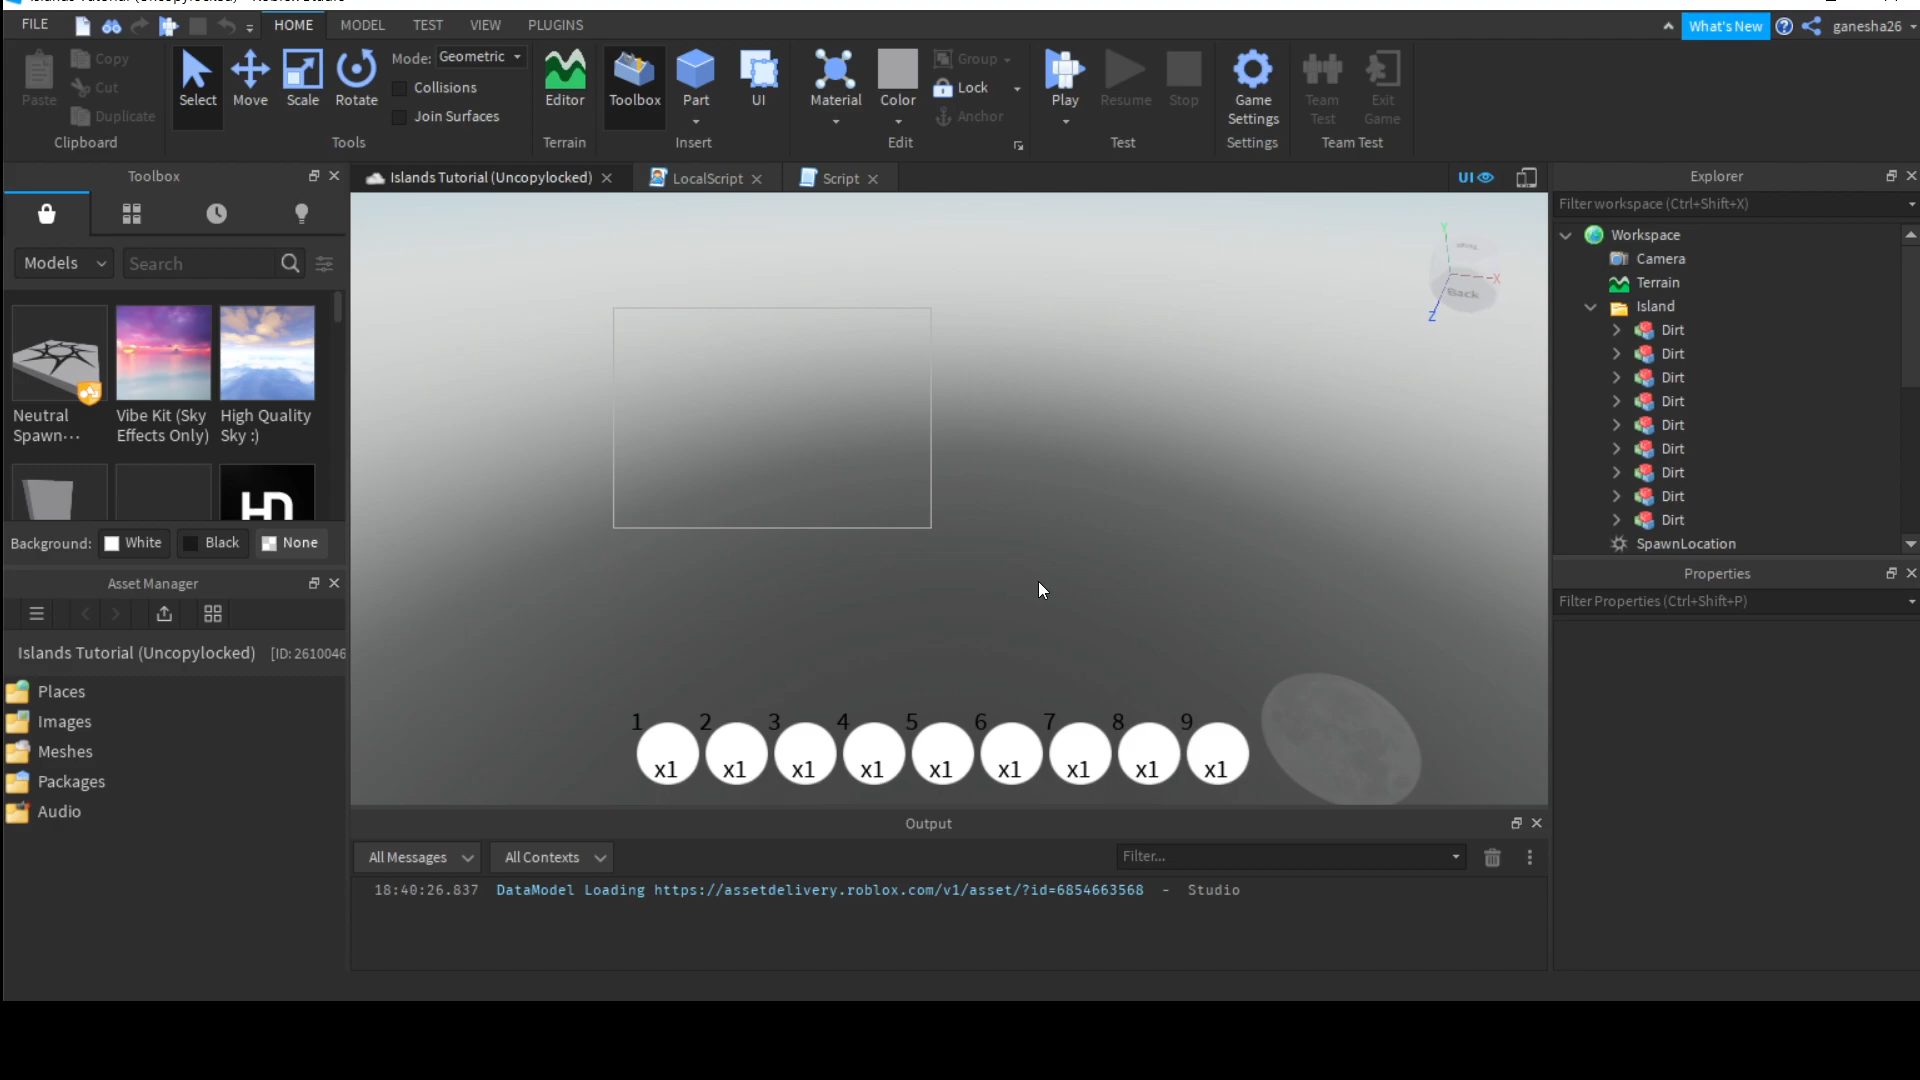 FILE HOME MODEL TEST VIEW PLUGINS What's New ganesha26
Paste Copy Cut Duplicate
Clipboard
Select Move Scale Rotate
Mode: Geometric
Collisions
Join Surfaces
Tools
Editor
Terrain
Toolbox Part UI
Insert
Material Color Group Lock Anchor
Edit
Play Resume Stop
Test
Game Settings
Settings
Team Test Exit Game
Team Test
Toolbox
Models Search
Neutral Spawn···
Vibe Kit (Sky Effects Only)
High Quality Sky :)
Background: White Black None
Asset Manager
Islands Tutorial (Uncopylocked) [ID: 2610046
Places
Images
Meshes
Packages
Audio
Islands Tutorial (Uncopylocked) LocalScript Script UI
Y
X
Back
Z
1 2 3 4 5 6 7 8 9
x1 x1 x1 x1 x1 x1 x1 x1 x1
Output
All Messages All Contexts Filter...
18:40:26.837 DataModel Loading https://assetdelivery.roblox.com/v1/asset/?id=6854663568 - Studio
Explorer
Filter workspace (Ctrl+Shift+X)
Workspace
Camera
Terrain
Island
Dirt
Dirt
Dirt
Dirt
Dirt
Dirt
Dirt
Dirt
Dirt
SpawnLocation
Properties
Filter Properties (Ctrl+Shift+P)